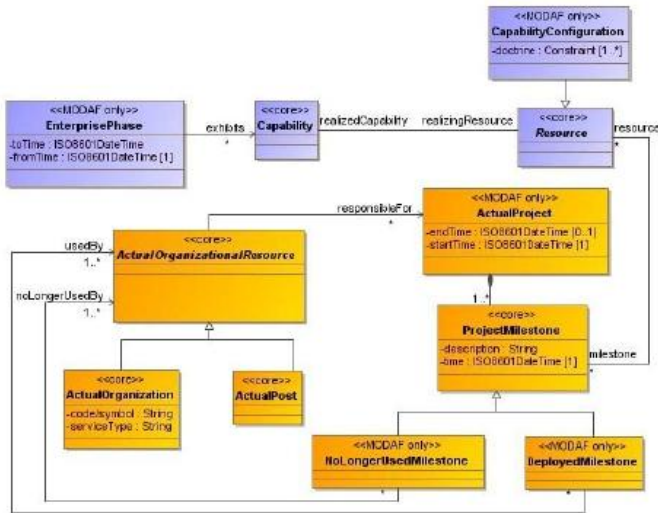 <<MODAF only>>
CapabilityConfiguration
-doctrine : Constraint [1..*]
<<MODAF only>>
EnterprisePhase
-toTime : ISO8601DateTime
-fromTime : ISO8601DateTime [1]
exhibits
*
<<core>>
Capability
realizedCapability
realizingResource
<<core>>
Resource
resource
*
responsibleFor
*
<<MODAF only>>
ActualProject
-endTime : ISO8601DateTime [0..1]
-startTime : ISO8601DateTime [1]
usedBy
1..*
<<core>>
ActualOrganizationalResource
noLongerUsedBy
1..*
1..*
<<core>>
ProjectMilestone
-description : String
-time : ISO8601DateTime [1]
milestone
*
<<core>>
ActualOrganization
-code/symbol : String
-serviceType : String
<<core>>
ActualPost
<<MODAF only>>
NoLongerUsedMilestone
*
<<MODAF only>>
DeployedMilestone
*